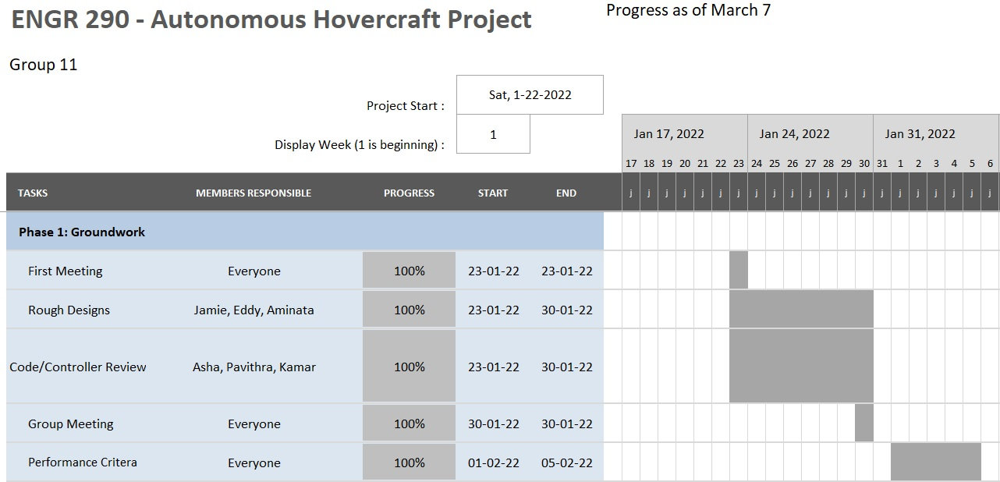 ENGR 290 - Autonomous Hovercraft Project
Progress as of March 7
Group 11
Project Start : Sat, 1-22-2022
Display Week (1 is beginning) : 1
Jan 17, 2022 Jan 24, 2022 Jan 31, 2022
17 18 19 20 21 22 23 24 25 26 27 28 29 30 31 1 2 3 4 5 6
TASKS MEMBERS RESPONSIBLE PROGRESS START END j j j j j j j j j j j j j j j j j j j j j
Phase 1: Groundwork
First Meeting Everyone 100% 23-01-22 23-01-22
Rough Designs Jamie, Eddy, Aminata 100% 23-01-22 30-01-22
Code/Controller Review Asha, Pavithra, Kamar 100% 23-01-22 30-01-22
Group Meeting Everyone 100% 30-01-22 30-01-22
Performance Critera Everyone 100% 01-02-22 05-02-22